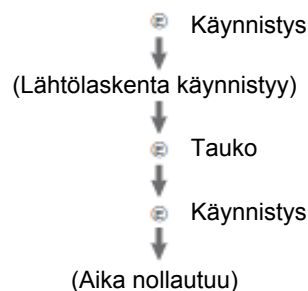 Käynnistys
(Lähtölaskenta käynnistyy)
Tauko
Käynnistys
(Aika nollautuu)